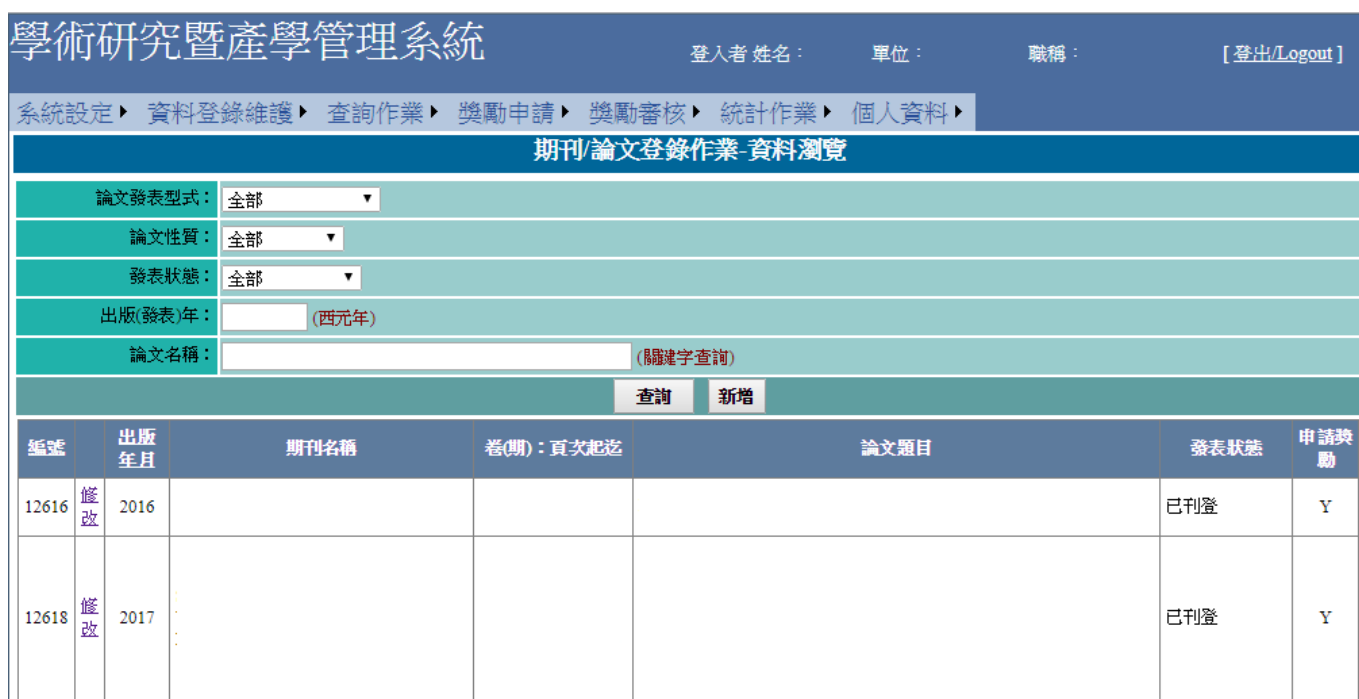 學術研究暨產學管理系統 登入者 姓名： 單位： 職稱： [ 登出/Logout ]
系統設定▶ 資料登錄維護▶ 查詢作業▶ 獎勵申請▶ 獎勵審核▶ 統計作業▶ 個人資料▶
期刊/論文登錄作業-資料瀏覽
論文發表型式： 全部 ▼
論文性質： 全部 ▼
發表狀態： 全部 ▼
出版(發表)年： (西元年)
論文名稱： (關鍵字查詢)
查詢 新增
編號 出版年月 期刊名稱 卷(期)：頁次起迄 論文題目 發表狀態 申請獎勵
12616 修改 2016 已刊登 Y
12618 修改 2017 已刊登 Y